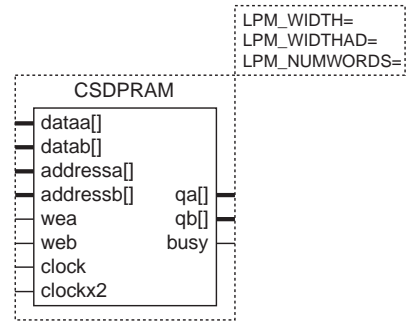 LPM_WIDTH=
LPM_WIDTHAD=
LPM_NUMWORDS=
CSDPRAM
dataa[]
datab[]
addressa[]
addressb[] qa[]
wea qb[]
web busy
clock
clockx2